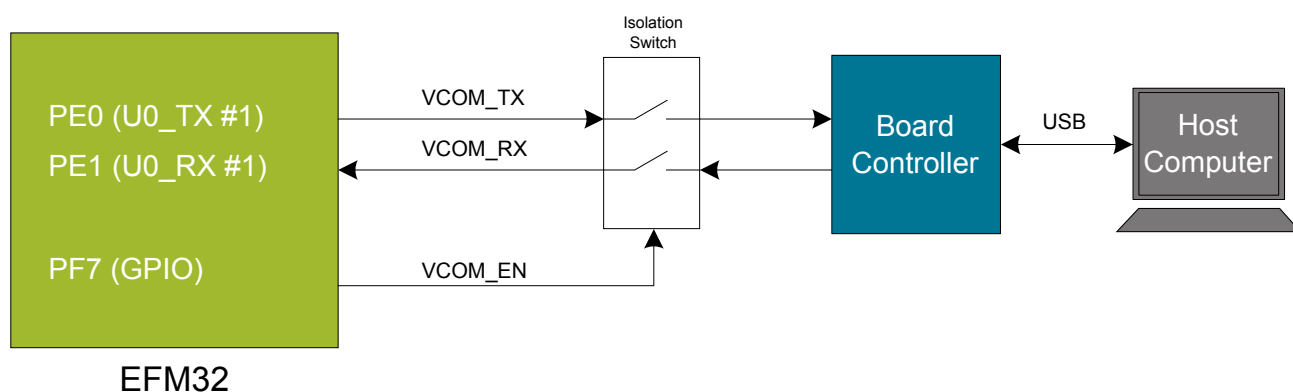 Isolation
Switch
PE0 (U0_TX #1)
VCOM_TX
PE1 (U0_RX #1)
VCOM_RX
Board
Controller
USB
Host
Computer
PF7 (GPIO)
VCOM_EN
EFM32